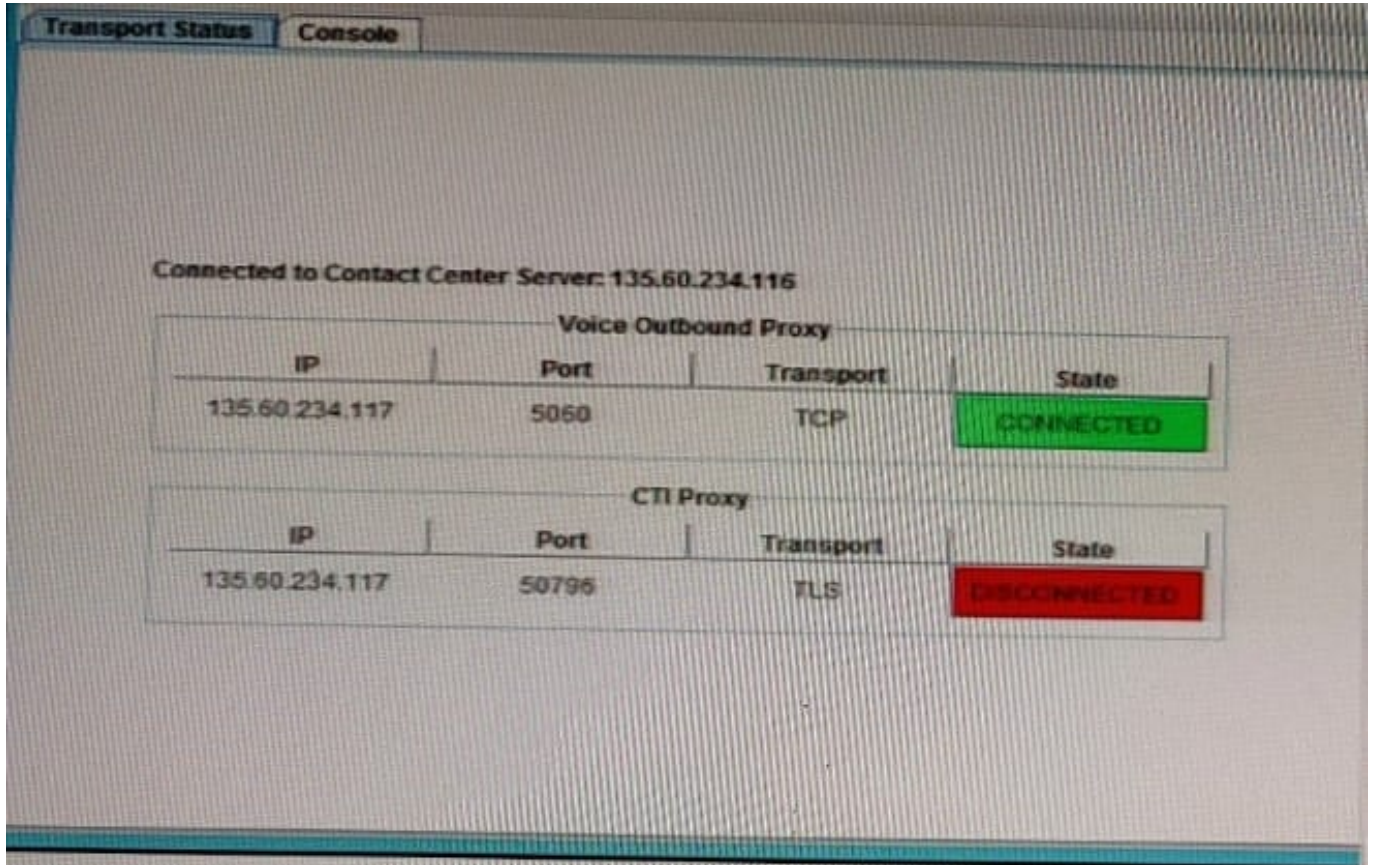 Transport Status Console
Connected to Contact Center Server: 135.60.234.116
Voice Outbound Proxy
IP Port Transport State
135.60.234.117 5060 TCP CONNECTED
CTI Proxy
IP Port Transport State
135.60.234.117 50796 TLS DISCONNECTED